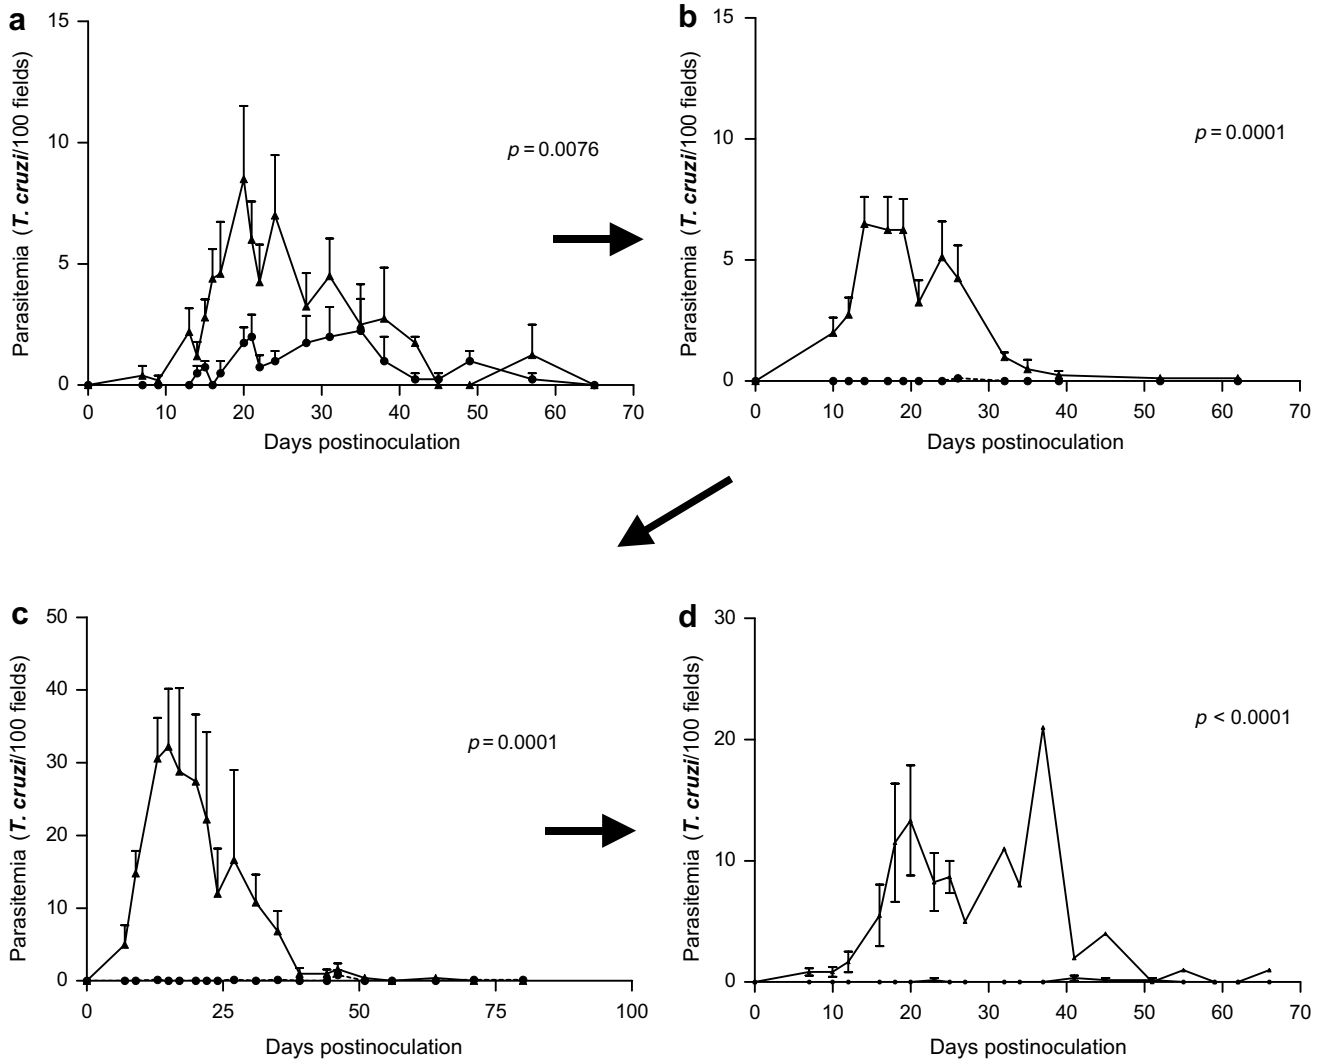 a
15
10
5
0
Parasitemia (T. cruzi/100 fields)
p = 0.0076
0 10 20 30 40 50 60 70
Days postinoculation
b
15
10
5
0
Parasitemia (T. cruzi/100 fields)
p = 0.0001
0 10 20 30 40 50 60 70
Days postinoculation
c
50
40
30
20
10
0
Parasitemia (T. cruzi/100 fields)
p = 0.0001
0 25 50 75 100
Days postinoculation
d
30
20
10
0
Parasitemia (T. cruzi/100 fields)
p < 0.0001
0 10 20 30 40 50 60 70
Days postinoculation